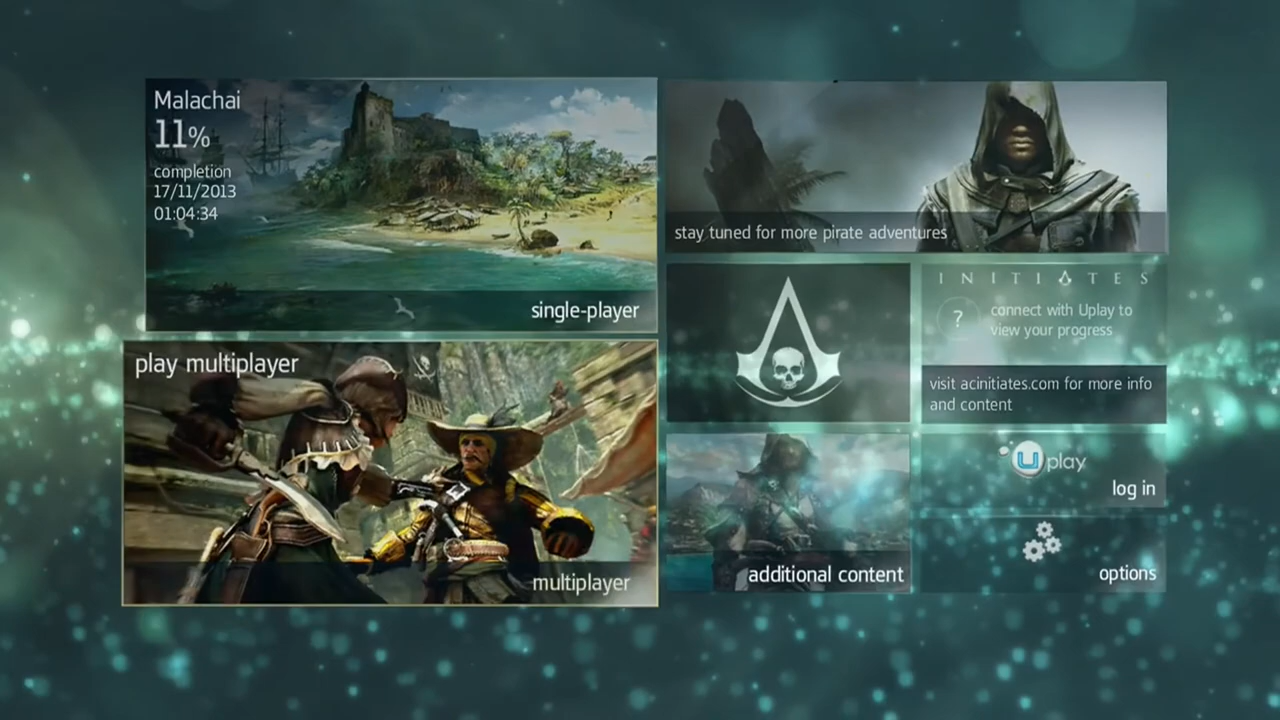 Malachai
11%
completion
17/11/2013
01:04:34
single-player
play multiplayer
multiplayer
stay tuned for more pirate adventures
INITIATES
?
connect with Uplay to
view your progress
visit acinitiates.com for more info
and content
additional content
U play
log in
options